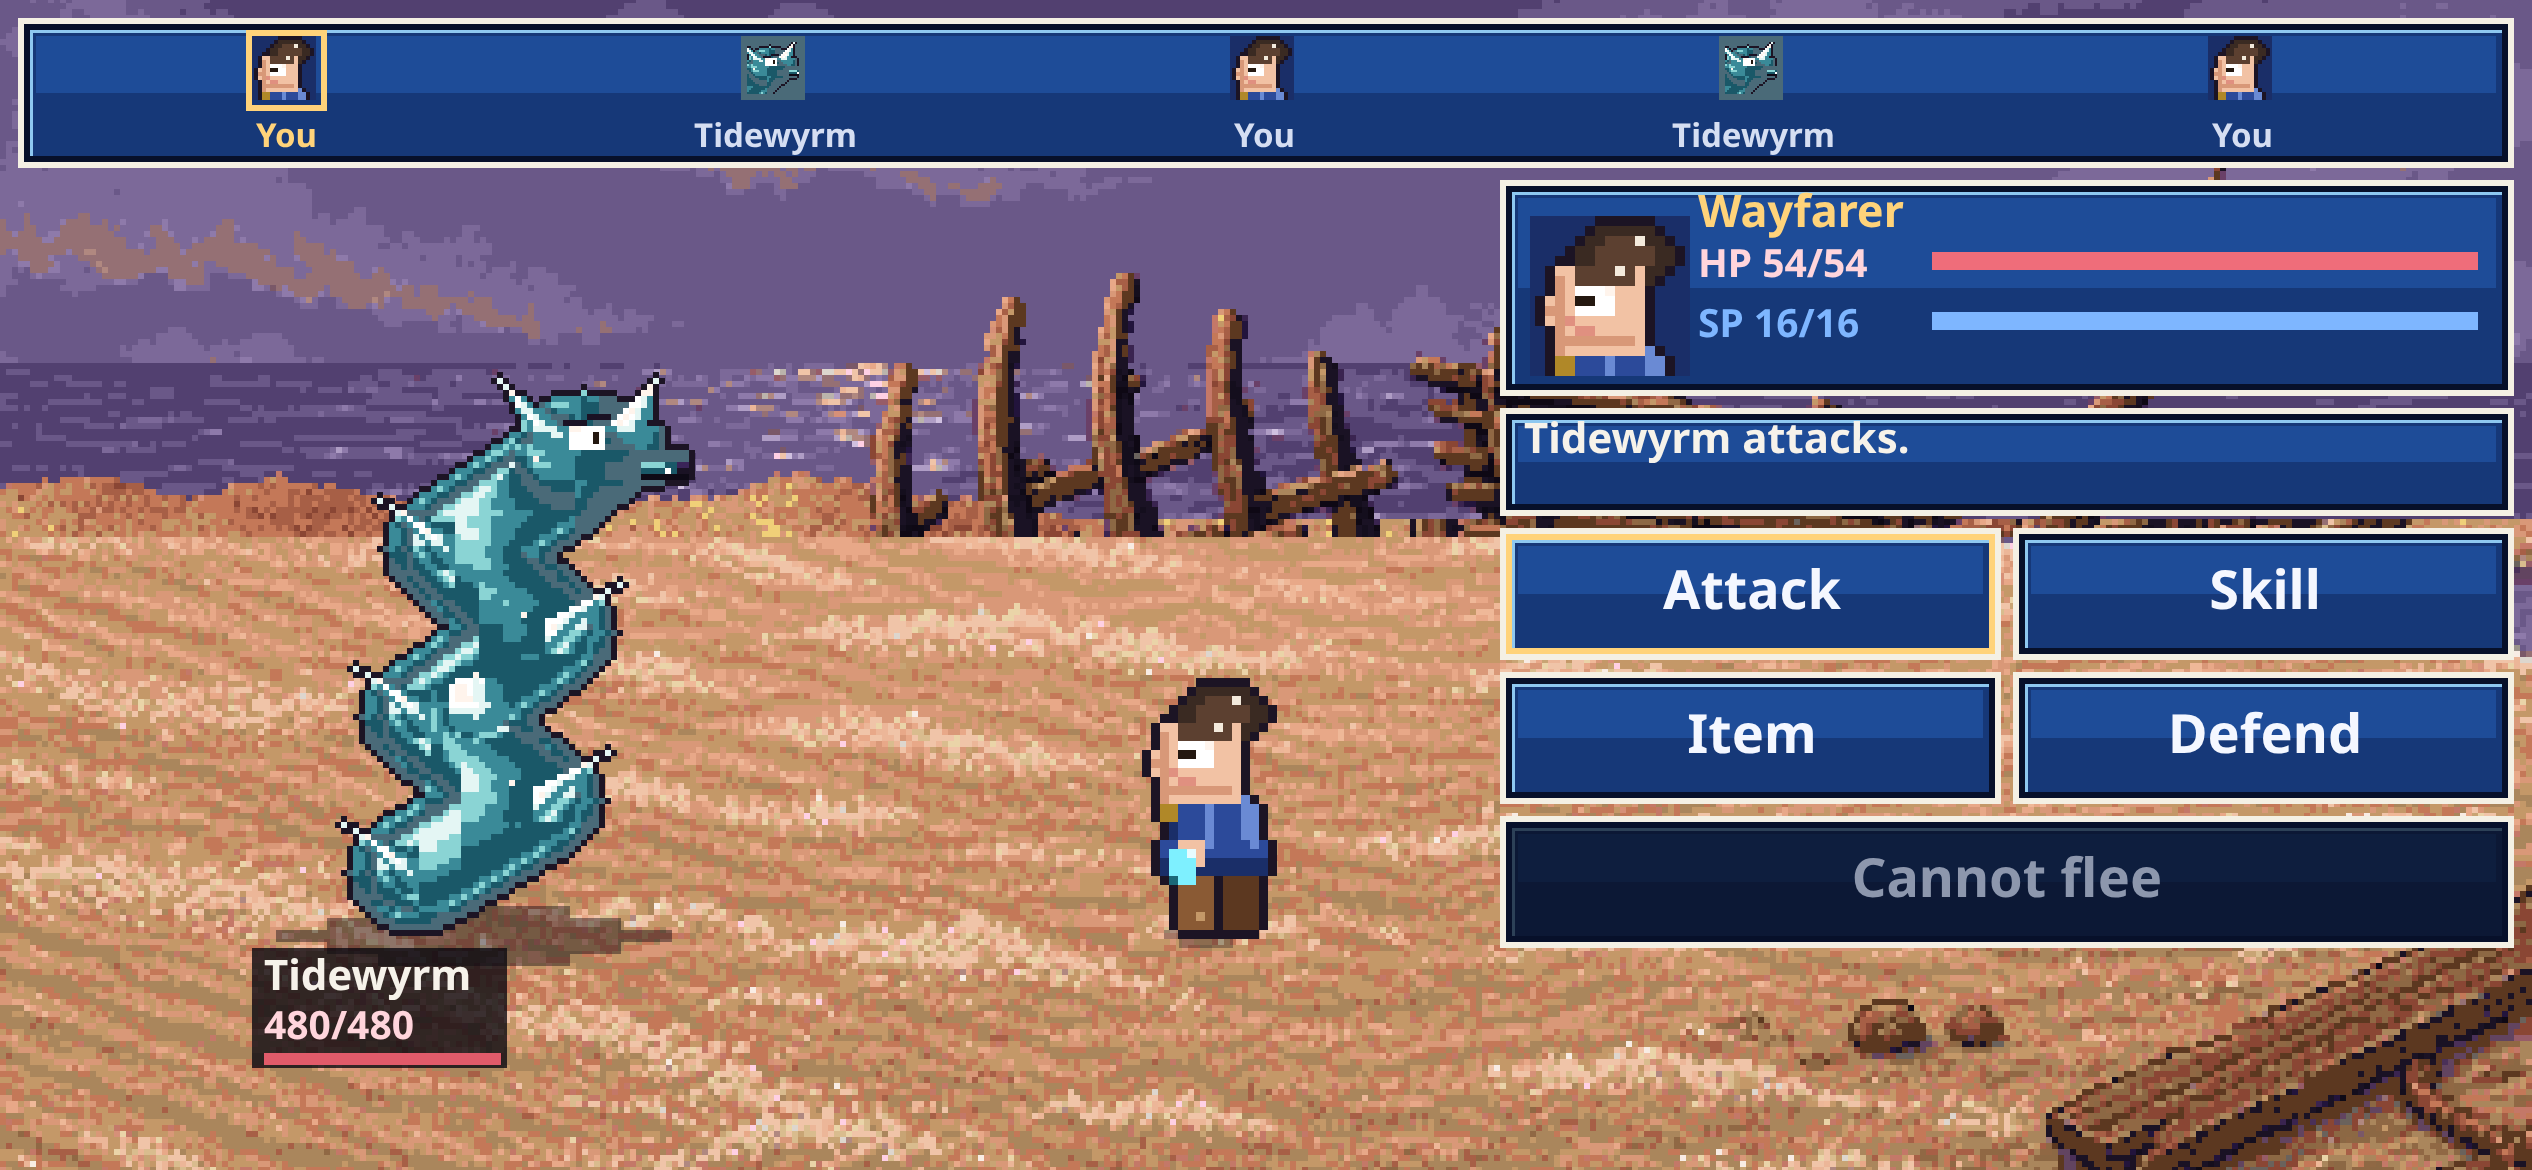 You
Tidewyrm
You
Tidewyrm
You
Wayfarer
HP 54/54
SP 16/16
Tidewyrm attacks.
Attack
Skill
Item
Defend
Cannot flee
Tidewyrm
480/480